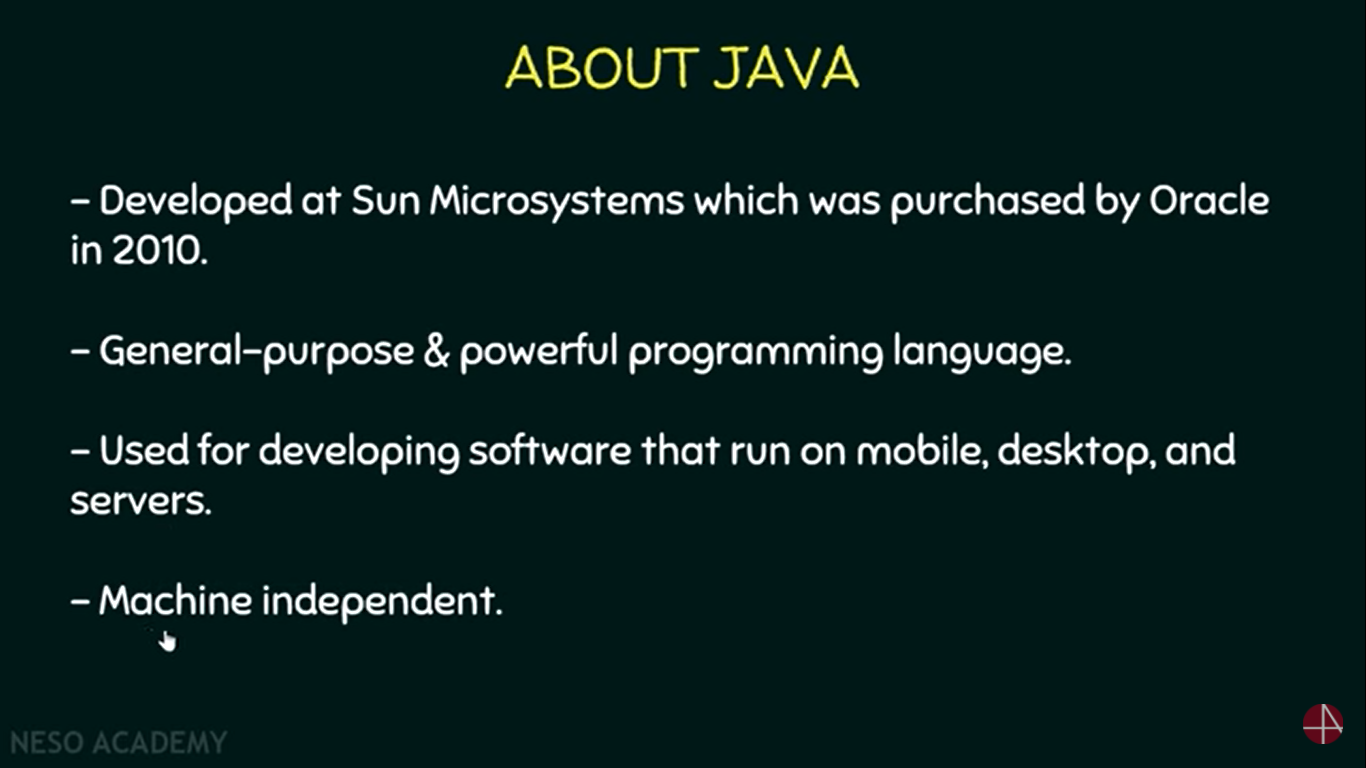 ABOUT JAVA
- Developed at Sun Microsystems which was purchased by Oracle
in 2010.
- General-purpose & powerful programming language.
- Used for developing software that run on mobile, desktop, and
servers.
- Machine independent.
NESO ACADEMY